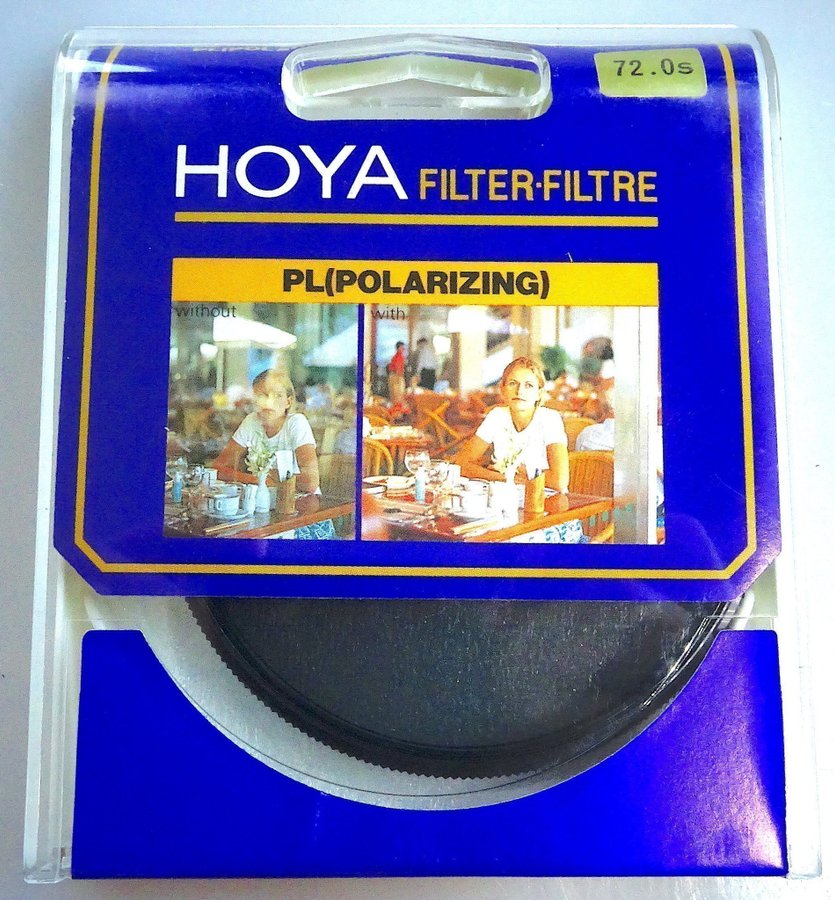 72.0s
HOYA FILTER·FILTRE
PL(POLARIZING)
without with